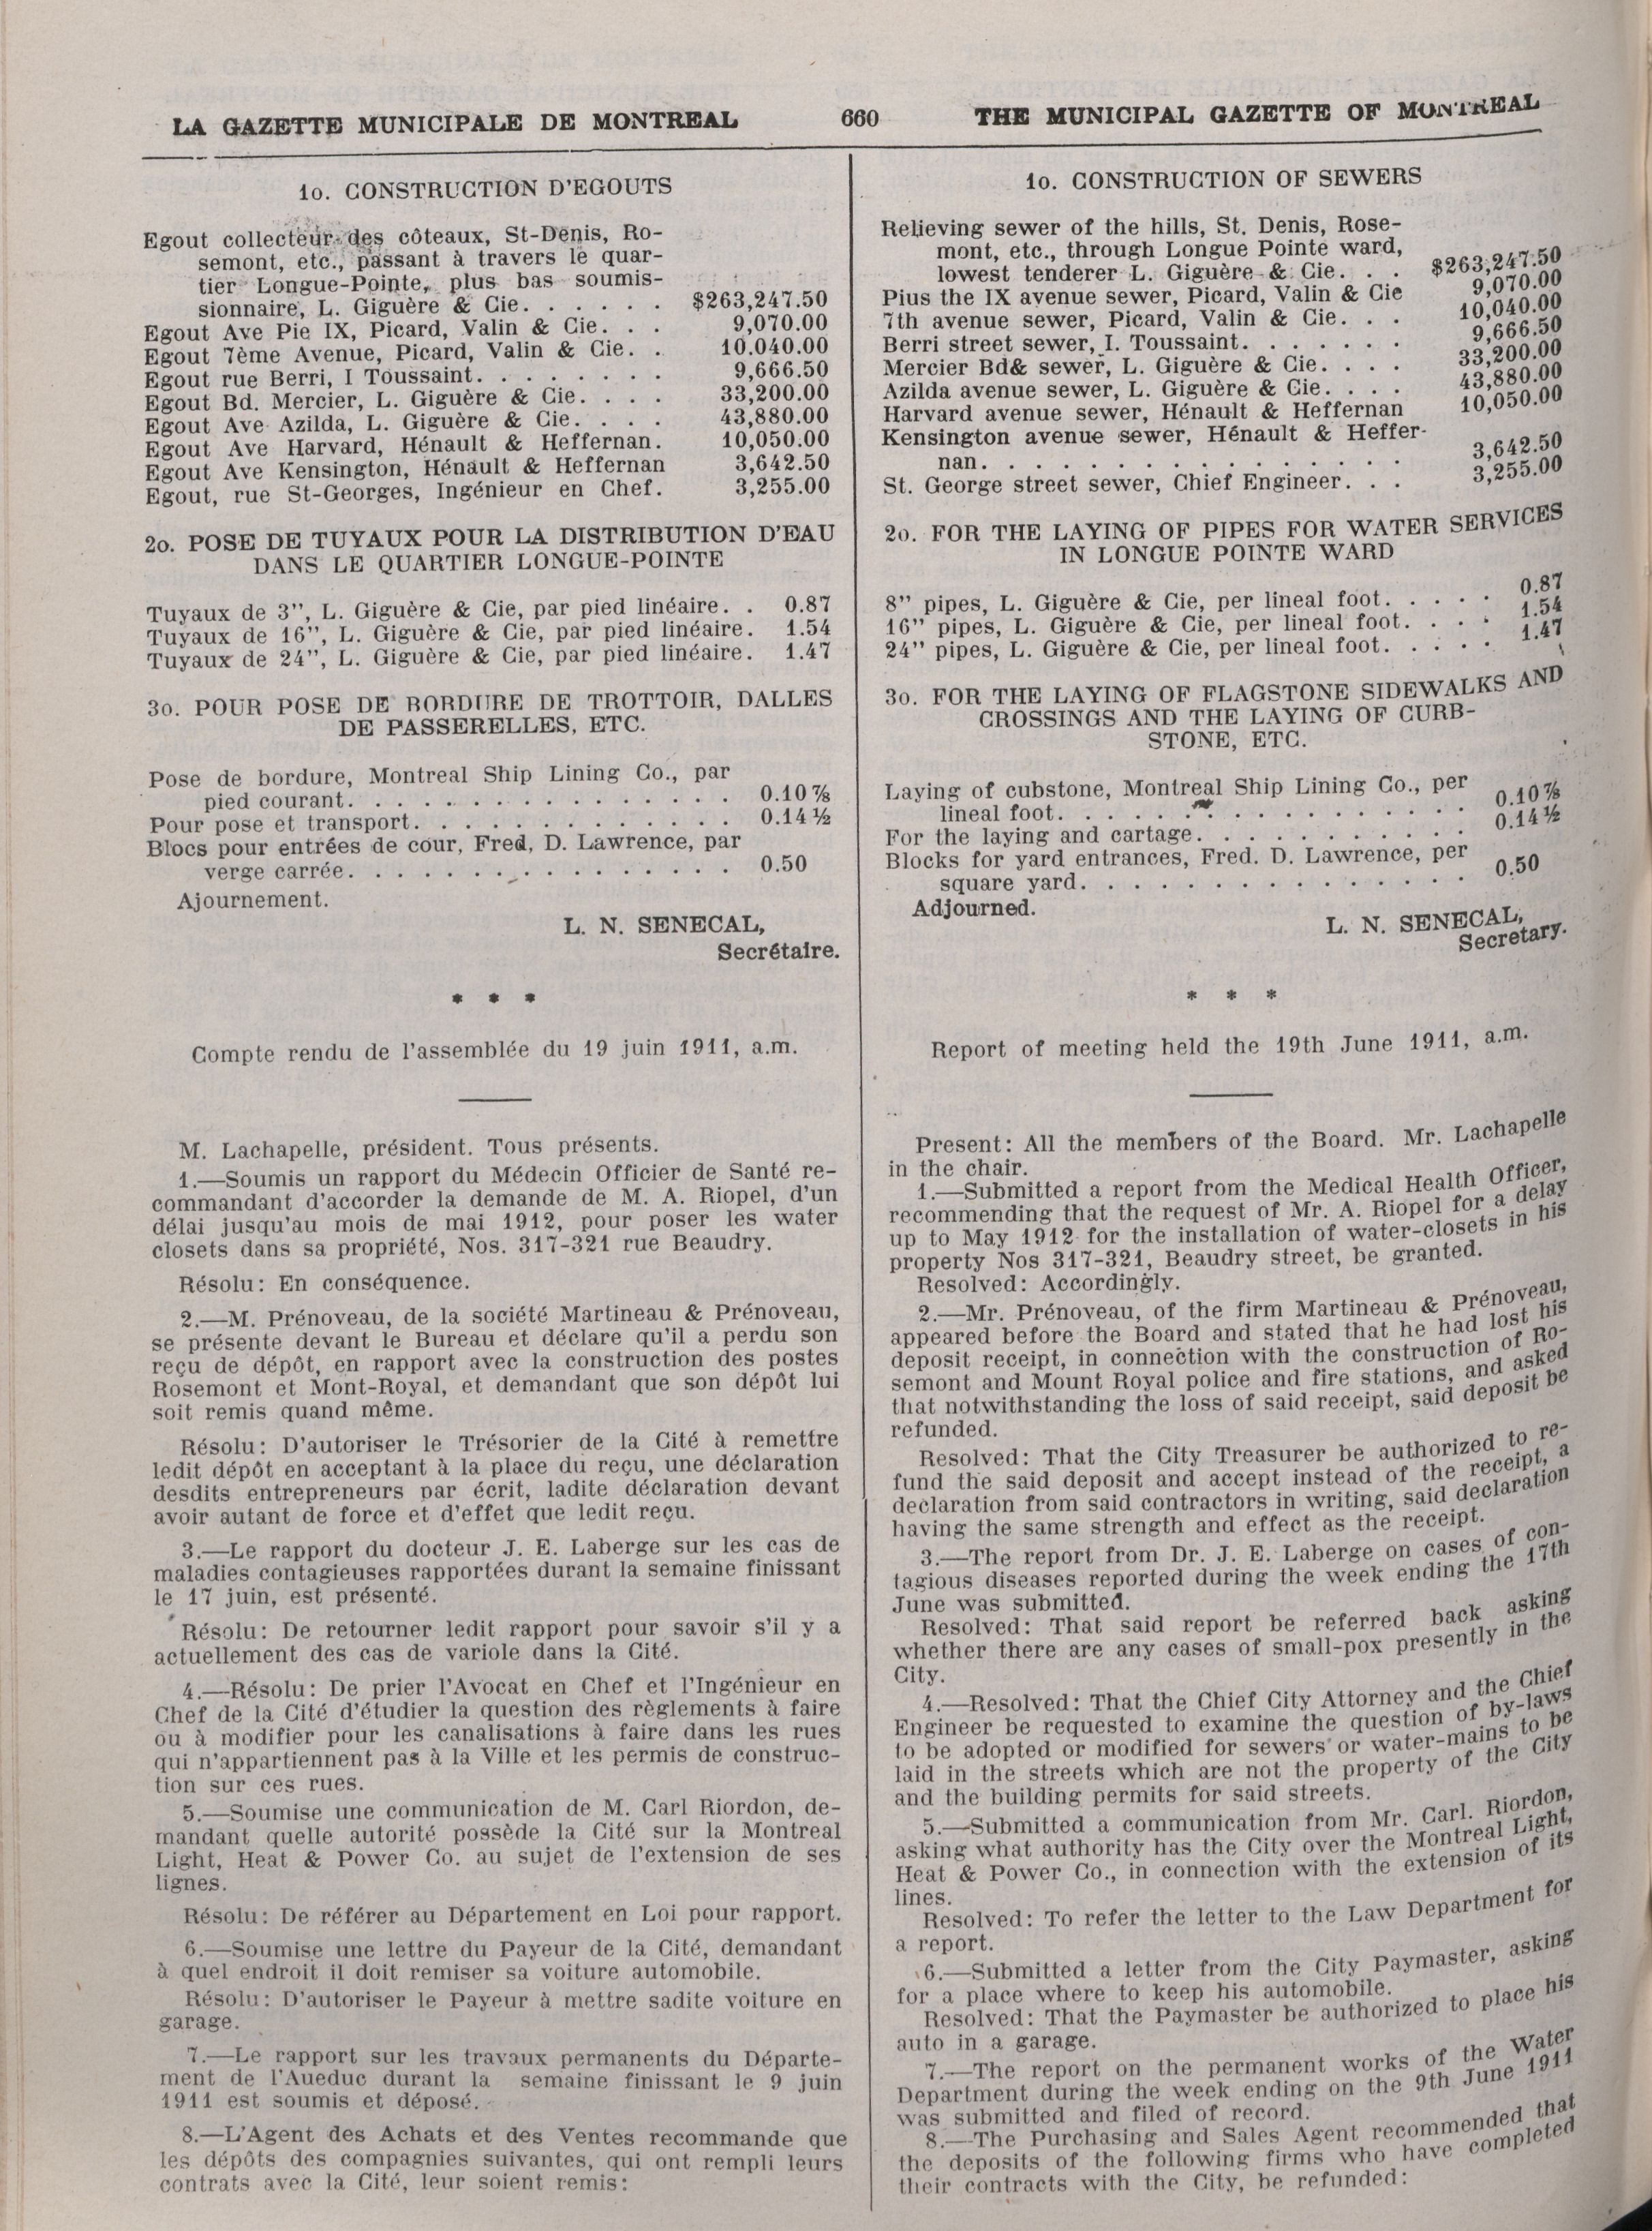 LA GAZETTE MUNICIPALE DE MONTREAL 660 THE MUNICIPAL GAZETTE OF MONTREAL
1o. CONSTRUCTION D'EGOUTS
Egout collecteur des côteaux, St-Denis, Ro-
semont, etc., passant à travers le quar-
tier Longue-Pointe, plus bas soumis-
sionnaire, L. Giguère & Cie. . . . . . $263,247.50
Egout Ave Pie IX, Picard, Valin & Cie. . . 9,070.00
Egout 7ème Avenue, Picard, Valin & Cie. . 10.040.00
Egout rue Berri, I Toussaint. . . . . . . . 9,666.50
Egout Bd. Mercier, L. Giguère & Cie. . . . 33,200.00
Egout Ave Azilda, L. Giguère & Cie. . . . 43,880.00
Egout Ave Harvard, Hénault & Heffernan. 10,050.00
Egout Ave Kensington, Hénault & Heffernan 3,642.50
Egout, rue St-Georges, Ingénieur en Chef. 3,255.00
2o. POSE DE TUYAUX POUR LA DISTRIBUTION D'EAU
DANS LE QUARTIER LONGUE-POINTE
Tuyaux de 3", L. Giguère & Cie, par pied linéaire. . 0.87
Tuyaux de 16", L. Giguère & Cie, par pied linéaire. 1.54
Tuyaux de 24", L. Giguère & Cie, par pied linéaire. 1.47
3o. POUR POSE DE BORDURE DE TROTTOIR, DALLES
DE PASSERELLES, ETC.
Pose de bordure, Montreal Ship Lining Co., par
pied courant. . . . . . . . . . . . . . . . 0.10⅞
Pour pose et transport. . . . . . . . . . . . . 0.14½
Blocs pour entrées de cour, Fred, D. Lawrence, par
verge carrée. . . . . . . . . . . . . . . . 0.50
Ajournement.
L. N. SENECAL,
Secrétaire.
* * *
Compte rendu de l'assemblée du 19 juin 1911, a.m.
M. Lachapelle, président. Tous présents.
1.—Soumis un rapport du Médecin Officier de Santé re-
commandant d'accorder la demande de M. A. Riopel, d'un
délai jusqu'au mois de mai 1912, pour poser les water
closets dans sa propriété, Nos. 317-321 rue Beaudry.
Résolu: En conséquence.
2.—M. Prénoveau, de la société Martineau & Prénoveau,
se présente devant le Bureau et déclare qu'il a perdu son
reçu de dépôt, en rapport avec la construction des postes
Rosemont et Mont-Royal, et demandant que son dépôt lui
soit remis quand même.
Résolu: D'autoriser le Trésorier de la Cité à remettre
ledit dépôt en acceptant à la place du reçu, une déclaration
desdits entrepreneurs par écrit, ladite déclaration devant
avoir autant de force et d'effet que ledit reçu.
3.—Le rapport du docteur J. E. Laberge sur les cas de
maladies contagieuses rapportées durant la semaine finissant
le 17 juin, est présenté.
Résolu: De retourner ledit rapport pour savoir s'il y a
actuellement des cas de variole dans la Cité.
4.—Résolu: De prier l'Avocat en Chef et l'Ingénieur en
Chef de la Cité d'étudier la question des règlements à faire
ou à modifier pour les canalisations à faire dans les rues
qui n'appartiennent pas à la Ville et les permis de construc-
tion sur ces rues.
5.—Soumise une communication de M. Carl Riordon, de-
mandant quelle autorité possède la Cité sur la Montreal
Light, Heat & Power Co. au sujet de l'extension de ses
lignes.
Résolu: De référer au Département en Loi pour rapport.
6.—Soumise une lettre du Payeur de la Cité, demandant
à quel endroit il doit remiser sa voiture automobile.
Résolu: D'autoriser le Payeur à mettre sadite voiture en
garage.
7.—Le rapport sur les travaux permanents du Départe-
ment de l'Aueduc durant la semaine finissant le 9 juin
1911 est soumis et déposé.
8.—L'Agent des Achats et des Ventes recommande que
les dépôts des compagnies suivantes, qui ont rempli leurs
contrats avec la Cité, leur soient remis:
1o. CONSTRUCTION OF SEWERS
Relieving sewer of the hills, St. Denis, Rose-
mont, etc., through Longue Pointe ward,
lowest tenderer L. Giguère & Cie. . . $263,247.50
Pius the IX avenue sewer, Picard, Valin & Cie 9,070.00
7th avenue sewer, Picard, Valin & Cie. . . 10,040.00
Berri street sewer, I. Toussaint. . . . . . . 9,666.50
Mercier Bd& sewer, L. Giguère & Cie. . . . 33,200.00
Azilda avenue sewer, L. Giguère & Cie. . . . 43,880.00
Harvard avenue sewer, Hénault & Heffernan 10,050.00
Kensington avenue sewer, Hénault & Heffer-
nan. . . . . . . . . . . . . . . . . 3,642.50
St. George street sewer, Chief Engineer. . . 3,255.00
2o. FOR THE LAYING OF PIPES FOR WATER SERVICES
IN LONGUE POINTE WARD
8" pipes, L. Giguère & Cie, per lineal foot. . . . . 0.87
16" pipes, L. Giguère & Cie, per lineal foot. . . . 1.54
24" pipes, L. Giguère & Cie, per lineal foot. . . . . 1.47
3o. FOR THE LAYING OF FLAGSTONE SIDEWALKS AND
CROSSINGS AND THE LAYING OF CURB-
STONE, ETC.
Laying of cubstone, Montreal Ship Lining Co., per
lineal foot. . . . . . . . . . . . . . . . . 0.10⅞
For the laying and cartage. . . . . . . . . . . 0.14½
Blocks for yard entrances, Fred. D. Lawrence, per
square yard. . . . . . . . . . . . . . . . 0.50
Adjourned.
L. N. SENECAL,
Secretary.
* * *
Report of meeting held the 19th June 1911, a.m.
Present: All the members of the Board. Mr. Lachapelle
in the chair.
1.—Submitted a report from the Medical Health Officer,
recommending that the request of Mr. A. Riopel for a delay
up to May 1912 for the installation of water-closets in his
property Nos 317-321, Beaudry street, be granted.
Resolved: Accordingly.
2.—Mr. Prénoveau, of the firm Martineau & Prénoveau,
appeared before the Board and stated that he had lost his
deposit receipt, in connection with the construction of Ro-
semont and Mount Royal police and fire stations, and asked
that notwithstanding the loss of said receipt, said deposit be
refunded.
Resolved: That the City Treasurer be authorized to re-
fund the said deposit and accept instead of the receipt, a
declaration from said contractors in writing, said declaration
having the same strength and effect as the receipt.
3.—The report from Dr. J. E. Laberge on cases of con-
tagious diseases reported during the week ending the 17th
June was submitted.
Resolved: That said report be referred back asking
whether there are any cases of small-pox presently in the
City.
4.—Resolved: That the Chief City Attorney and the Chief
Engineer be requested to examine the question of by-laws
to be adopted or modified for sewers or water-mains to be
laid in the streets which are not the property of the City
and the building permits for said streets.
5.—Submitted a communication from Mr. Carl. Riordon,
asking what authority has the City over the Montreal Light,
Heat & Power Co., in connection with the extension of its
lines.
Resolved: To refer the letter to the Law Department for
a report.
6.—Submitted a letter from the City Paymaster, asking
for a place where to keep his automobile.
Resolved: That the Paymaster be authorized to place his
auto in a garage.
7.—The report on the permanent works of the Water
Department during the week ending on the 9th June 1911
was submitted and filed of record.
8.—The Purchasing and Sales Agent recommended that
the deposits of the following firms who have completed
their contracts with the City, be refunded: